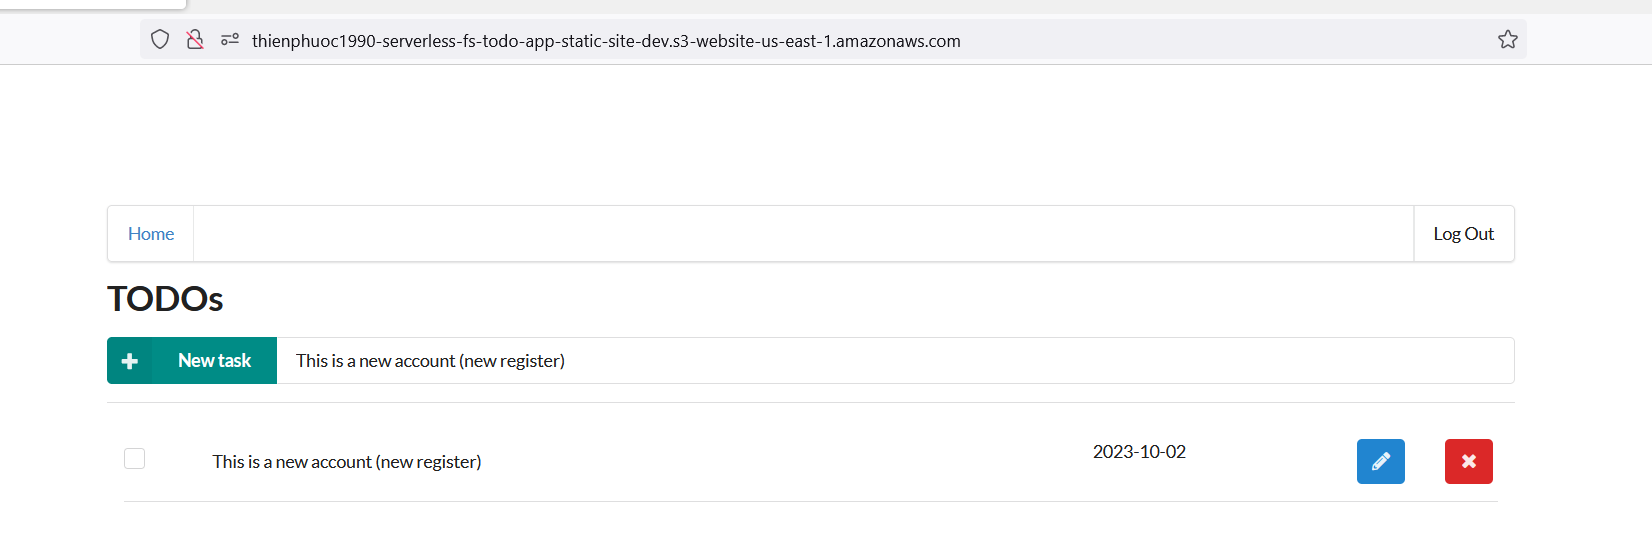 thienphuoc1990-serverless-fs-todo-app-static-site-dev.s3-website-us-east-1.amazonaws.com
Home Log Out
TODOs
New task This is a new account (new register)
This is a new account (new register) 2023-10-02